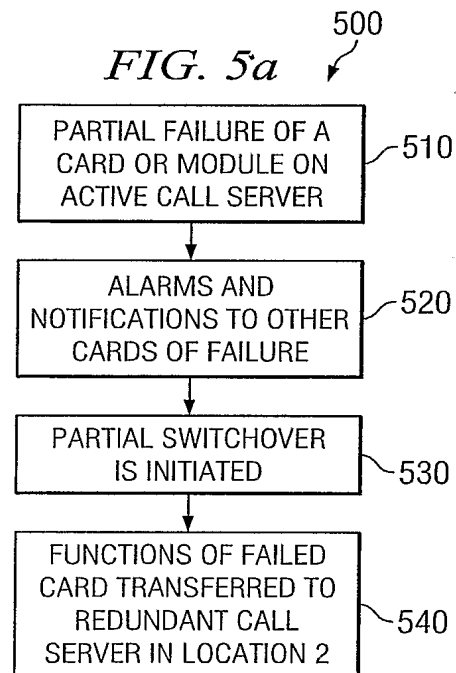 500
FIG. 5a
PARTIAL FAILURE OF A
CARD OR MODULE ON
ACTIVE CALL SERVER
510
ALARMS AND
NOTIFICATIONS TO OTHER
CARDS OF FAILURE
520
PARTIAL SWITCHOVER
IS INITIATED
530
FUNCTIONS OF FAILED
CARD TRANSFERRED TO
REDUNDANT CALL
SERVER IN LOCATION 2
540